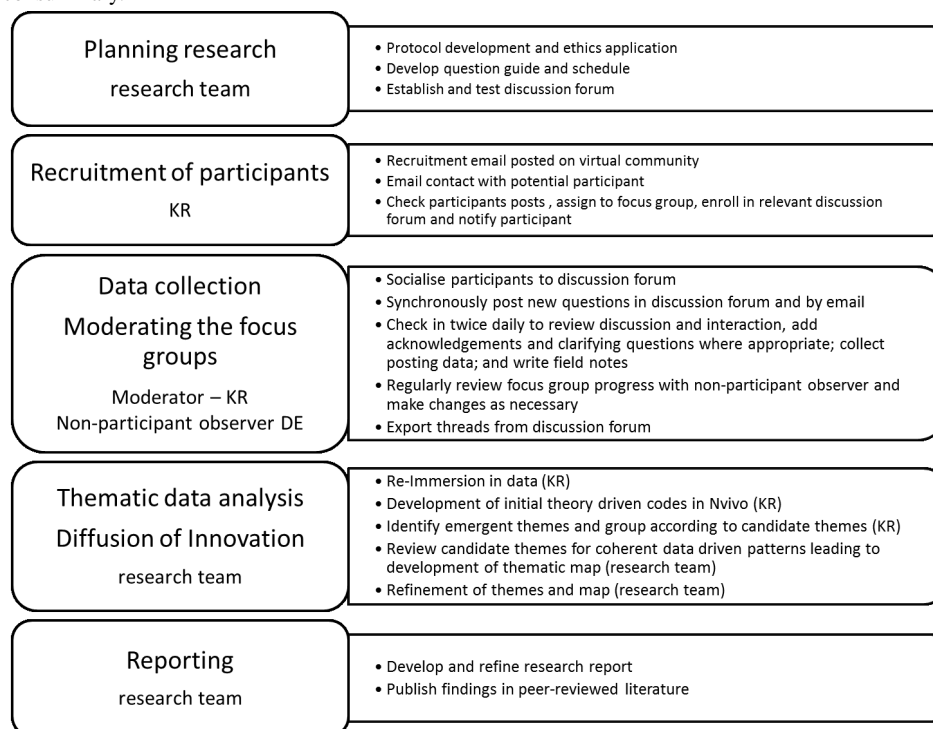 Planning research
research team
• Protocol development and ethics application
• Develop question guide and schedule
• Establish and test discussion forum
Recruitment of participants
KR
• Recruitment email posted on virtual community
• Email contact with potential participant
• Check participants posts , assign to focus group, enroll in relevant discussion
forum and notify participant
Data collection
Moderating the focus
groups
Moderator – KR
Non-participant observer DE
• Socialise participants to discussion forum
• Synchronously post new questions in discussion forum and by email
• Check in twice daily to review discussion and interaction, add
acknowledgements and clarifying questions where appropriate; collect
posting data; and write field notes
• Regularly review focus group progress with non-participant observer and
make changes as necessary
• Export threads from discussion forum
Thematic data analysis
Diffusion of Innovation
research team
• Re-Immersion in data (KR)
• Development of initial theory driven codes in Nvivo (KR)
• Identify emergent themes and group according to candidate themes (KR)
• Review candidate themes for coherent data driven patterns leading to
development of thematic map (research team)
• Refinement of themes and map (research team)
Reporting
research team
• Develop and refine research report
• Publish findings in peer-reviewed literature